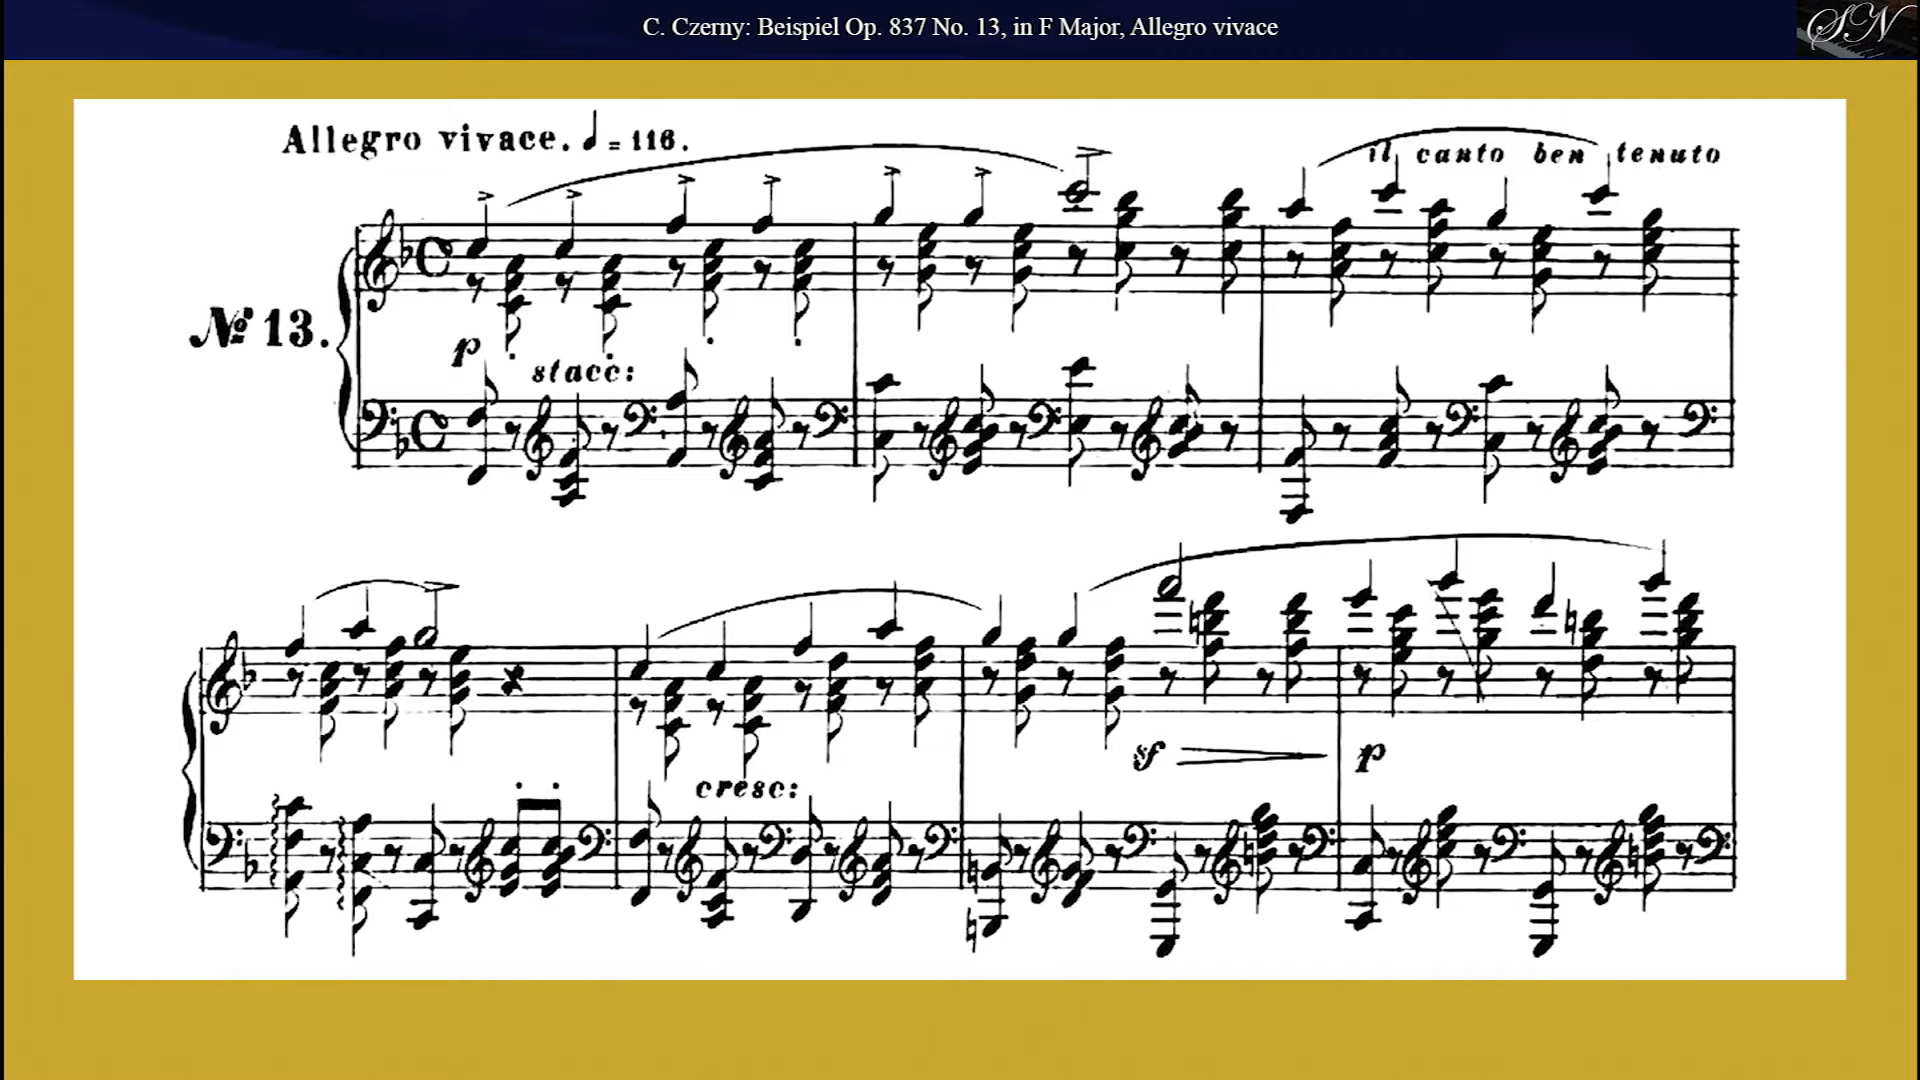 C. Czerny: Beispiel Op. 837 No. 13, in F Major, Allegro vivace
S.N
Allegro vivace. ♩ = 116.
il canto ben tenuto
No 13.
p
stacc:
cresc:
sf
p